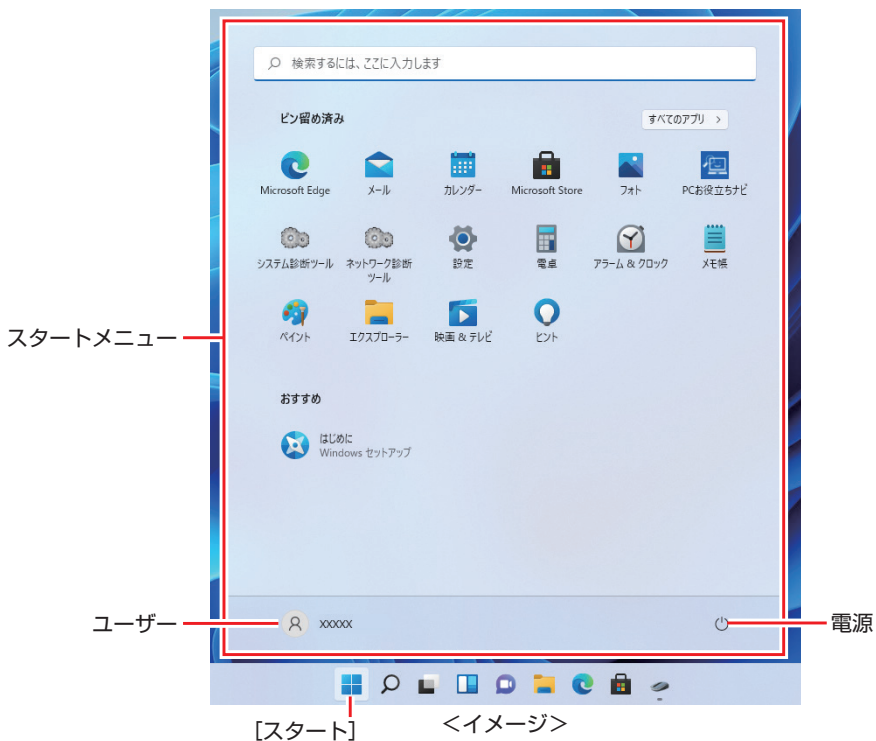 検索するには、ここに入力します
ピン留め済み
すべてのアプリ >
Microsoft Edge
メール
カレンダー
Microsoft Store
フォト
PCお役立ちナビ
システム診断ツール
ネットワーク診断
ツール
設定
電卓
アラーム & クロック
メモ帳
ペイント
エクスプローラー
映画 & テレビ
ヒント
スタートメニュー
おすすめ
はじめに
Windows セットアップ
ユーザー
xxxxx
電源
[スタート]
<イメージ>